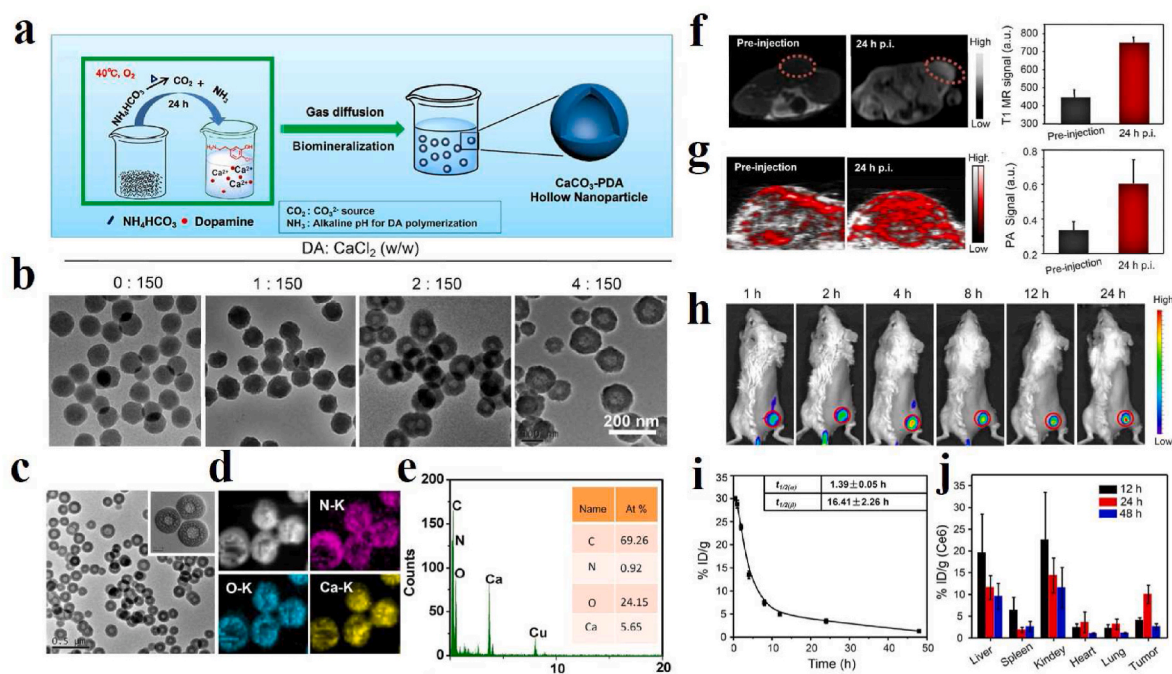 a
40℃, O₂
NH₄HCO₃
Δ
CO₂ +
NH₃
24 h
Ca²⁺ Ca²⁺
Ca²⁺
NH₄HCO₃ Dopamine
Gas diffusion
Biomineralization
CO₂ : CO₃²⁻ source
NH₃ : Alkaline pH for DA polymerization
CaCO₃-PDA
Hollow Nanoparticle
DA: CaCl₂ (w/w)
b
0 : 150 1 : 150 2 : 150 4 : 150
200 nm
c
0.5 μm
d
N-K
O-K Ca-K
e
Counts
200
150
100
50
0
C
N
O
Ca
Cu
0 10 20
Name At %
C 69.26
N 0.92
O 24.15
Ca 5.65
f
Pre-injection 24 h p.i.
High
Low
T1 MR signal (a.u.)
800
700
600
500
400
300
Pre-injection 24 h p.i.
g
Pre-injection 24 h p.i.
High
Low
PA Signal (a.u.)
0.8
0.6
0.4
0.2
Pre-injection 24 h p.i.
h
1 h 2 h 4 h 8 h 12 h 24 h
High
Low
i
t1/2(α) 1.39±0.05 h
t1/2(β) 16.41±2.26 h
% ID/g
35
30
25
20
15
10
5
0
0 10 20 30 40 50
Time (h)
j
12 h
24 h
48 h
% ID/g (Ce6)
35
30
25
20
15
10
5
0
Liver Spleen Kindey Heart Lung Tumor